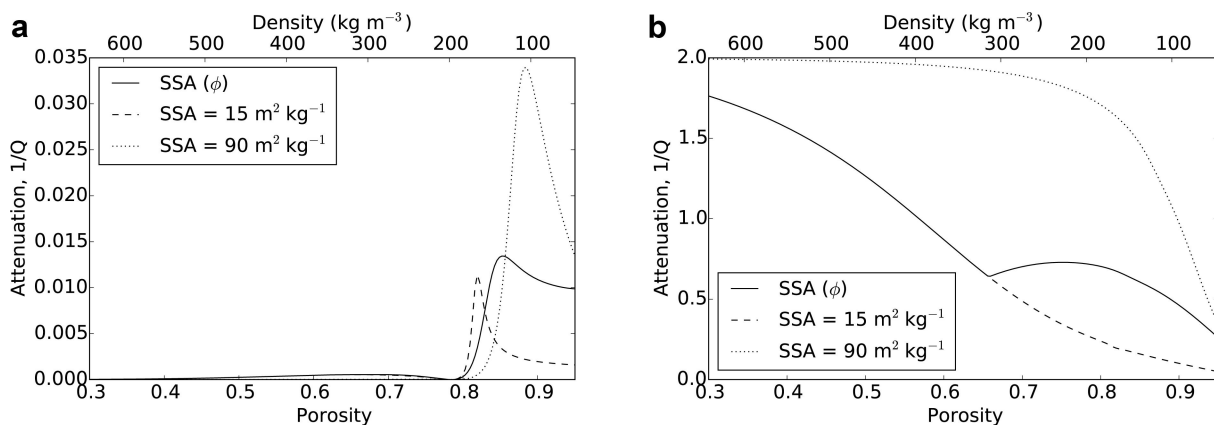 a
Density (kg m⁻³)
600 500 400 300 200 100
0.035
0.030
0.025
0.020
0.015
0.010
0.005
0.000
Attenuation, 1/Q
SSA (ϕ)
SSA = 15 m² kg⁻¹
SSA = 90 m² kg⁻¹
0.3 0.4 0.5 0.6 0.7 0.8 0.9
Porosity
b
Density (kg m⁻³)
600 500 400 300 200 100
2.0
1.5
1.0
0.5
0.0
Attenuation, 1/Q
SSA (ϕ)
SSA = 15 m² kg⁻¹
SSA = 90 m² kg⁻¹
0.3 0.4 0.5 0.6 0.7 0.8 0.9
Porosity